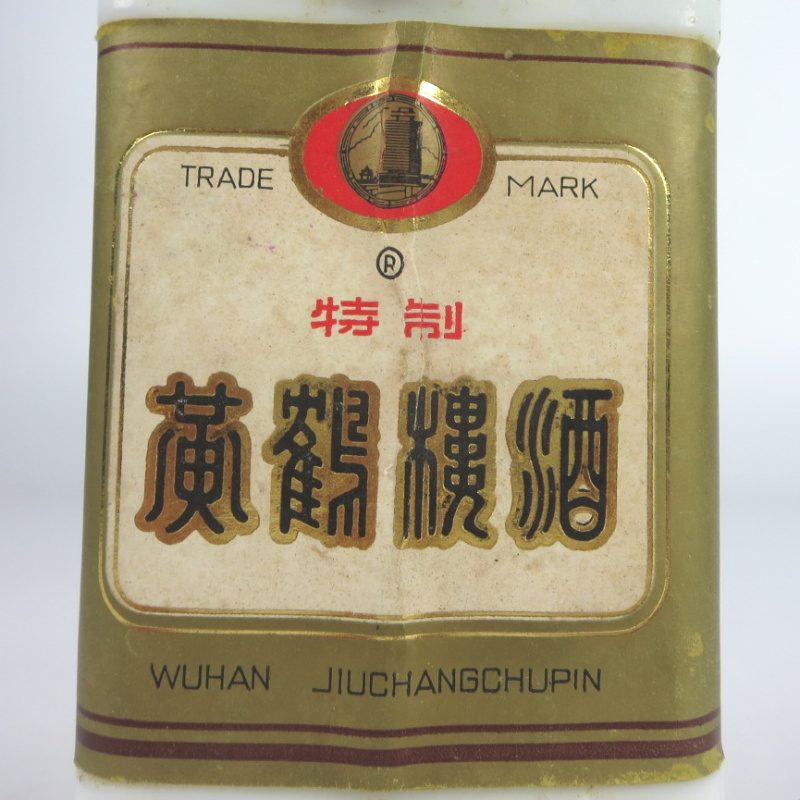 TRADE MARK
®
特制
黄鹤楼酒
WUHAN JIUCHANGCHUPIN